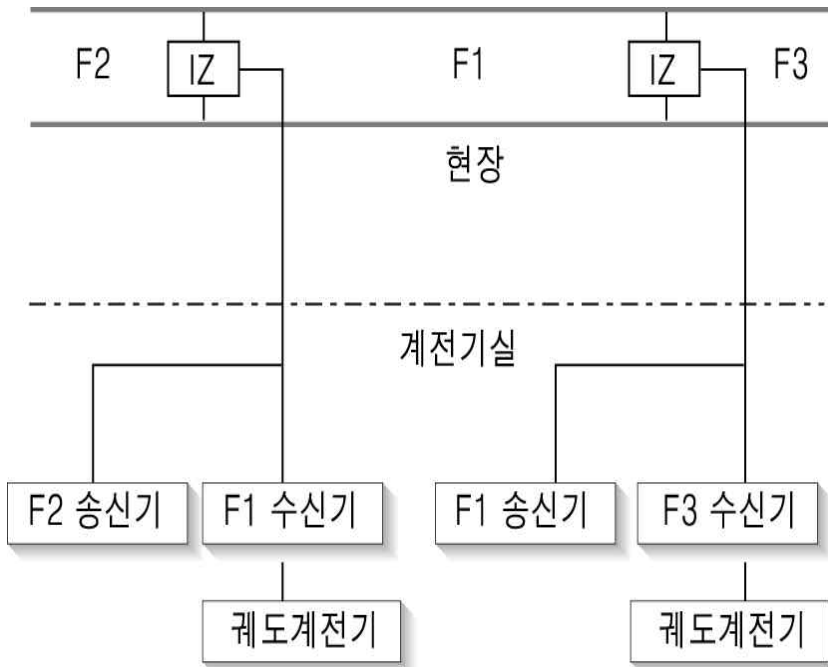 F2 IZ F1 IZ F3
현장
계전기실
F2 송신기 F1 수신기 F1 송신기 F3 수신기
궤도계전기 궤도계전기